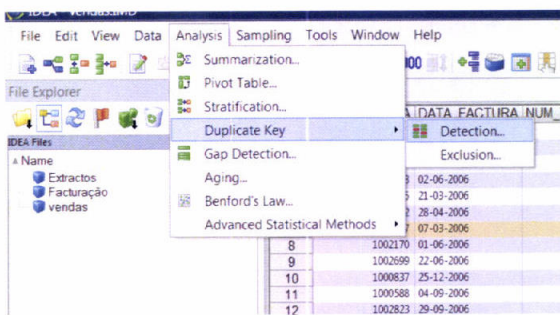 IDEA - vendas.IMD
File Edit View Data Analysis Sampling Tools Window Help
File Explorer
IDEA Files
Name
Extractos
Facturação
vendas
Summarization...
Pivot Table...
Stratification...
Duplicate Key
Gap Detection...
Aging...
Benford's Law...
Advanced Statistical Methods
Detection...
Exclusion...
DATA_FACTURA NUM_
02-06-2006
21-03-2006
28-04-2006
07-03-2006
8 1002170 01-06-2006
9 1002699 22-06-2006
10 1000837 25-12-2006
11 1000588 04-09-2006
12 1002823 29-09-2006